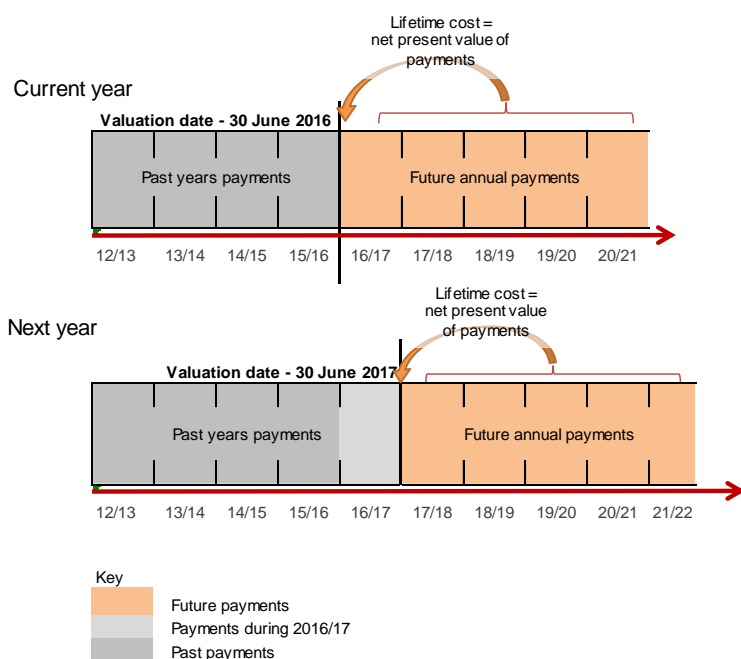 Lifetime cost =
net present value of
payments
Current year
Valuation date - 30 June 2016
Past years payments
Future annual payments
12/13 13/14 14/15 15/16 16/17 17/18 18/19 19/20 20/21
Lifetime cost =
net present value
of payments
Next year
Valuation date - 30 June 2017
Past years payments
Future annual payments
12/13 13/14 14/15 15/16 16/17 17/18 18/19 19/20 20/21 21/22
Key
Future payments
Payments during 2016/17
Past payments